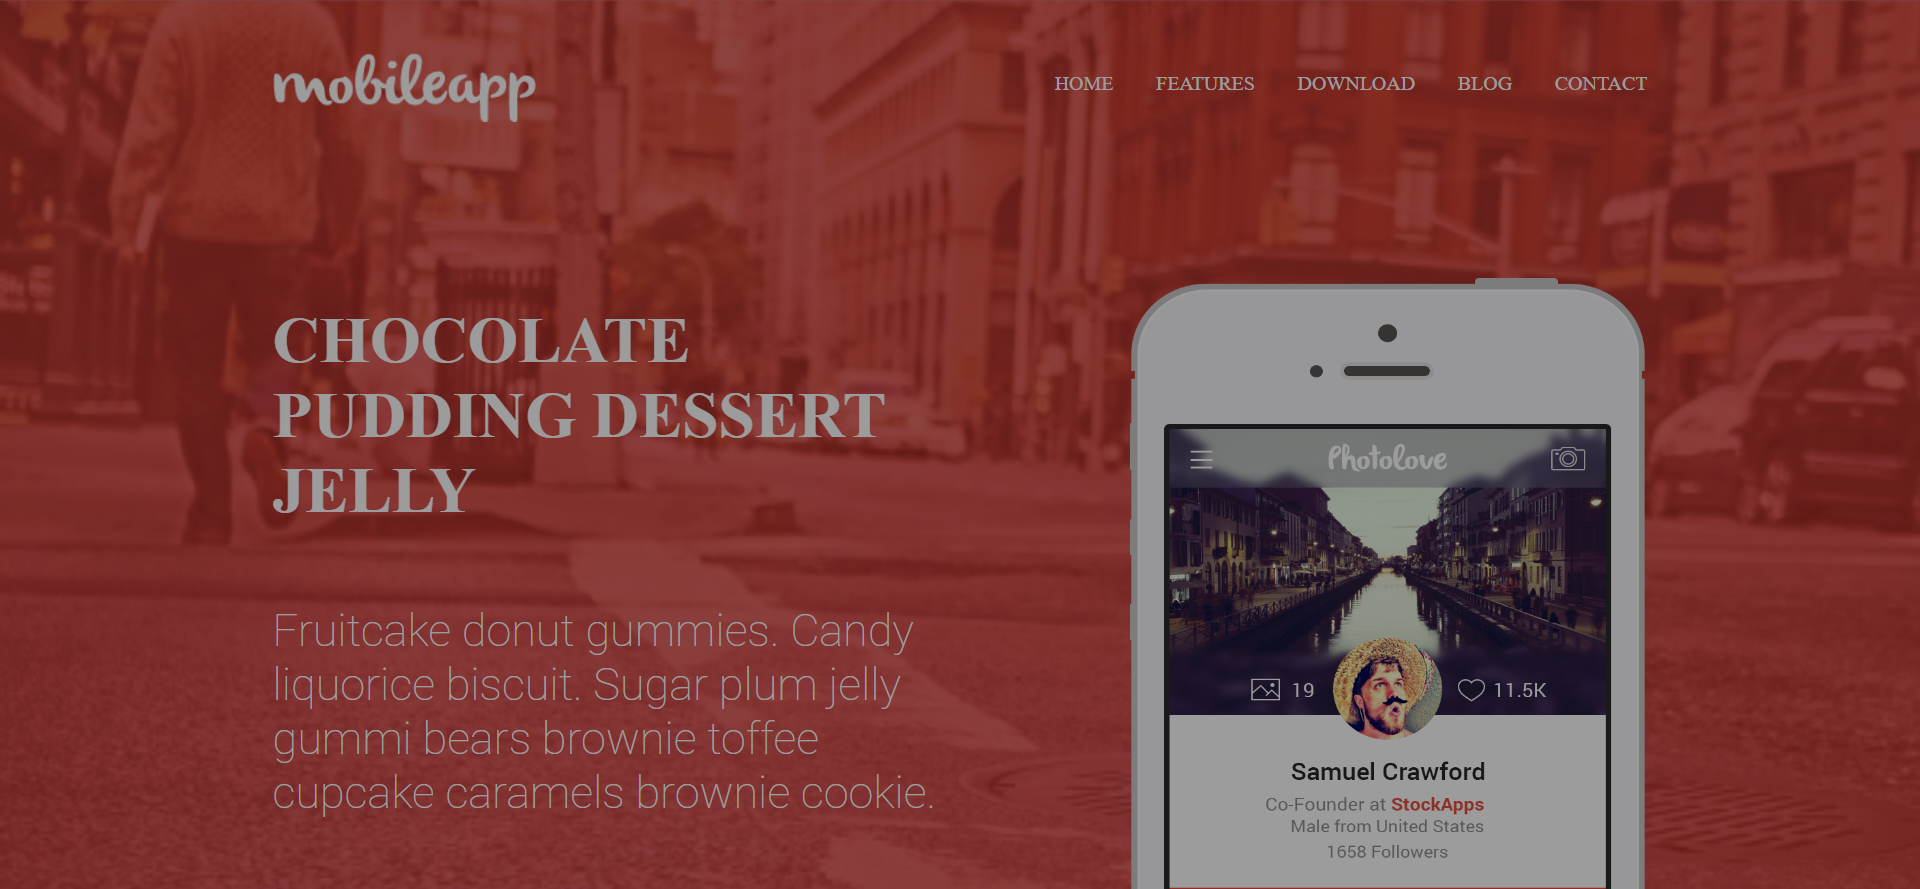 mobileapp
HOME FEATURES DOWNLOAD BLOG CONTACT
CHOCOLATE
PUDDING DESSERT
JELLY
Fruitcake donut gummies. Candy
liquorice biscuit. Sugar plum jelly
gummi bears brownie toffee
cupcake caramels brownie cookie.
Photolove
19 11.5K
Samuel Crawford
Co-Founder at StockApps
Male from United States
1658 Followers